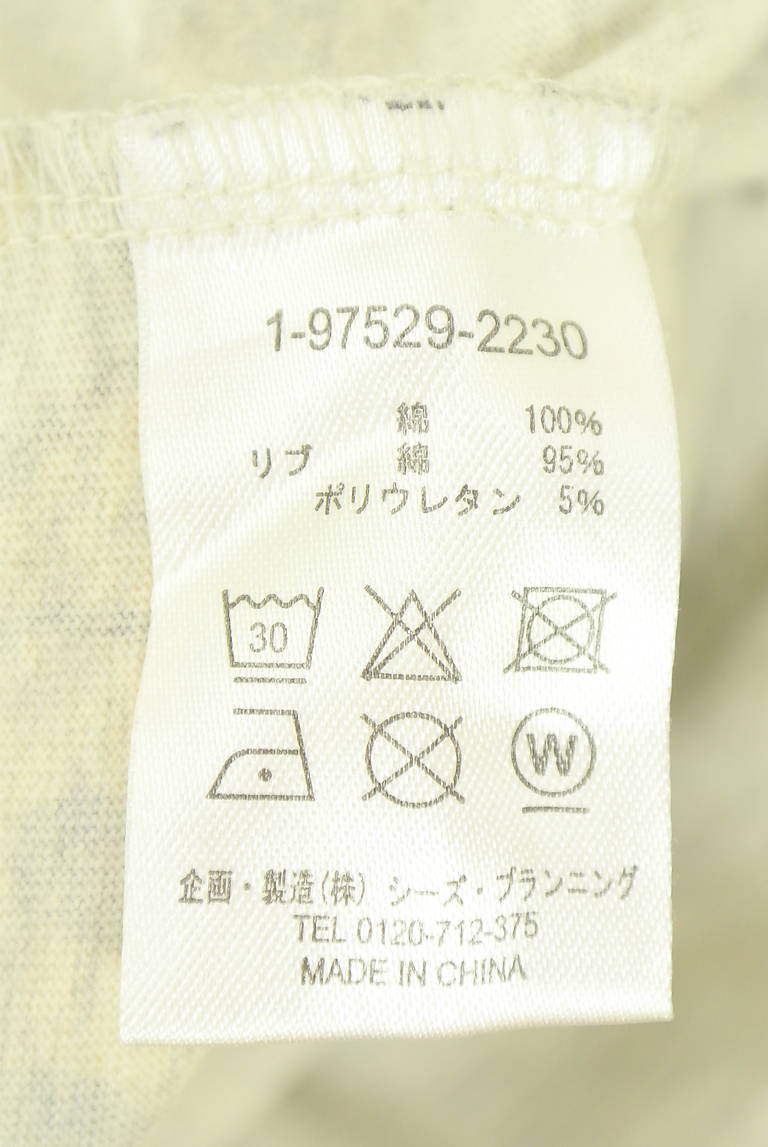 1-97529-2230
綿 100%
リブ 綿 95%
ポリウレタン 5%
30
W
企画・製造(株) シーズ・プランニング
TEL 0120-712-375
MADE IN CHINA